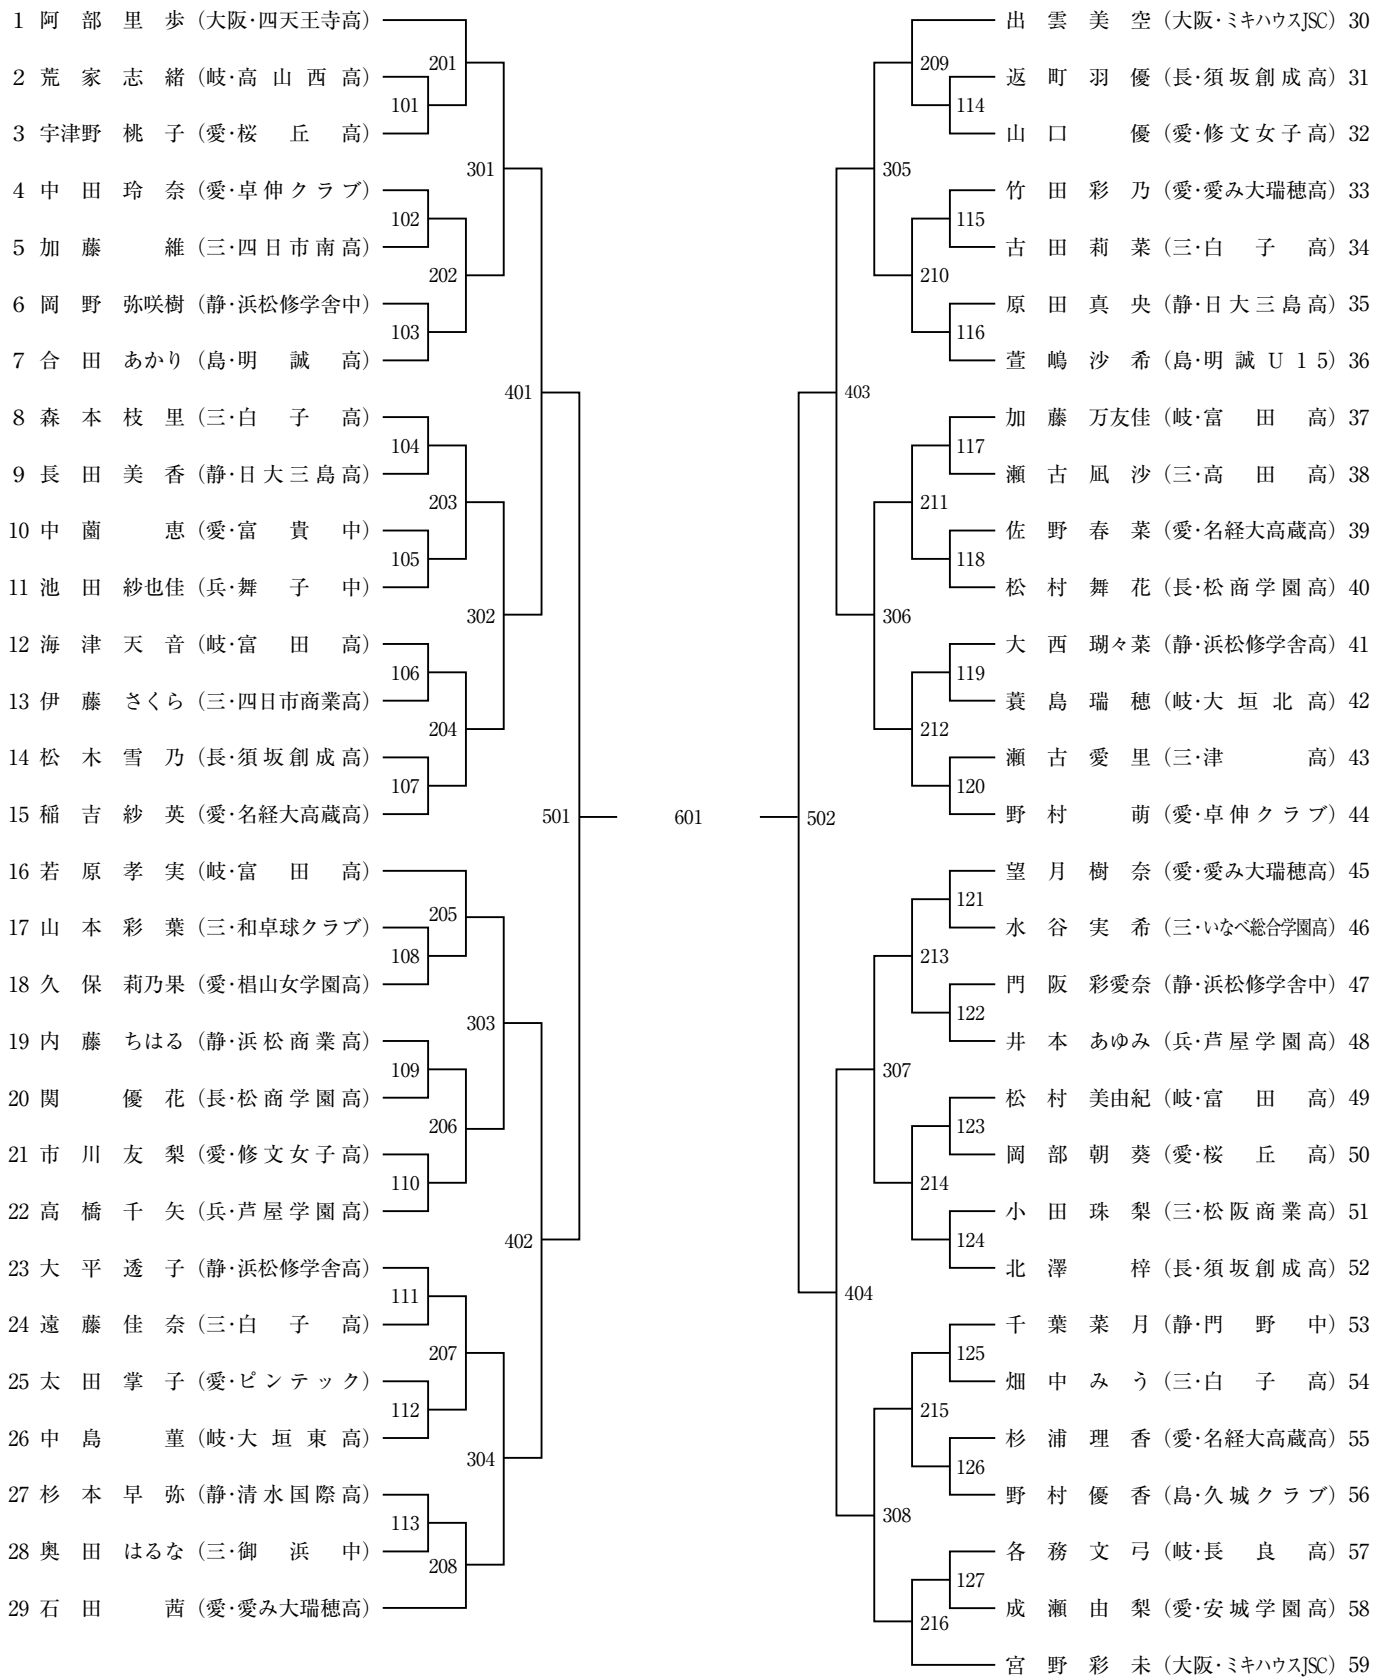 1 阿部里歩 (大阪・四天王寺高)
201
2 荒家志緒 (岐・高山西高)
101
3 宇津野桃子 (愛・桜丘高)
301
4 中田玲奈 (愛・卓伸クラブ)
102
5 加藤維 (三・四日市南高)
202
6 岡野弥咲樹 (静・浜松修学舎中)
103
7 合田あかり (島・明誠高)
401
8 森本枝里 (三・白子高)
104
9 長田美香 (静・日大三島高)
203
10 中薗恵 (愛・富貴中)
105
11 池田紗也佳 (兵・舞子中)
302
12 海津天音 (岐・富田高)
106
13 伊藤さくら (三・四日市商業高)
204
14 松木雪乃 (長・須坂創成高)
107
15 稲吉紗英 (愛・名経大高蔵高)
501
16 若原孝実 (岐・富田高)
205
17 山本彩葉 (三・和卓球クラブ)
108
18 久保莉乃果 (愛・椙山女学園高)
303
19 内藤ちはる (静・浜松商業高)
109
20 関優花 (長・松商学園高)
206
21 市川友梨 (愛・修文女子高)
110
22 高橋千矢 (兵・芦屋学園高)
402
23 大平透子 (静・浜松修学舎高)
111
24 遠藤佳奈 (三・白子高)
207
25 太田掌子 (愛・ピンテック)
112
26 中島菫 (岐・大垣東高)
304
27 杉本早弥 (静・清水国際高)
113
28 奥田はるな (三・御浜中)
208
29 石田茜 (愛・愛み大瑞穂高)
601
出雲美空 (大阪・ミキハウスJSC) 30
209
返町羽優 (長・須坂創成高) 31
114
山口優 (愛・修文女子高) 32
305
竹田彩乃 (愛・愛み大瑞穂高) 33
115
古田莉菜 (三・白子高) 34
210
原田真央 (静・日大三島高) 35
116
萱嶋沙希 (島・明誠U15) 36
403
加藤万友佳 (岐・富田高) 37
117
瀬古凪沙 (三・高田高) 38
211
佐野春菜 (愛・名経大高蔵高) 39
118
松村舞花 (長・松商学園高) 40
306
大西瑚々菜 (静・浜松修学舎高) 41
119
蓑島瑞穂 (岐・大垣北高) 42
212
瀬古愛里 (三・津高) 43
120
野村萌 (愛・卓伸クラブ) 44
502
望月樹奈 (愛・愛み大瑞穂高) 45
121
水谷実希 (三・いなべ総合学園高) 46
213
門阪彩愛奈 (静・浜松修学舎中) 47
122
井本あゆみ (兵・芦屋学園高) 48
307
松村美由紀 (岐・富田高) 49
123
岡部朝葵 (愛・桜丘高) 50
214
小田珠梨 (三・松阪商業高) 51
124
北澤梓 (長・須坂創成高) 52
404
千葉菜月 (静・門野中) 53
125
畑中みう (三・白子高) 54
215
杉浦理香 (愛・名経大高蔵高) 55
126
野村優香 (島・久城クラブ) 56
308
各務文弓 (岐・長良高) 57
127
成瀬由梨 (愛・安城学園高) 58
216
宮野彩未 (大阪・ミキハウスJSC) 59